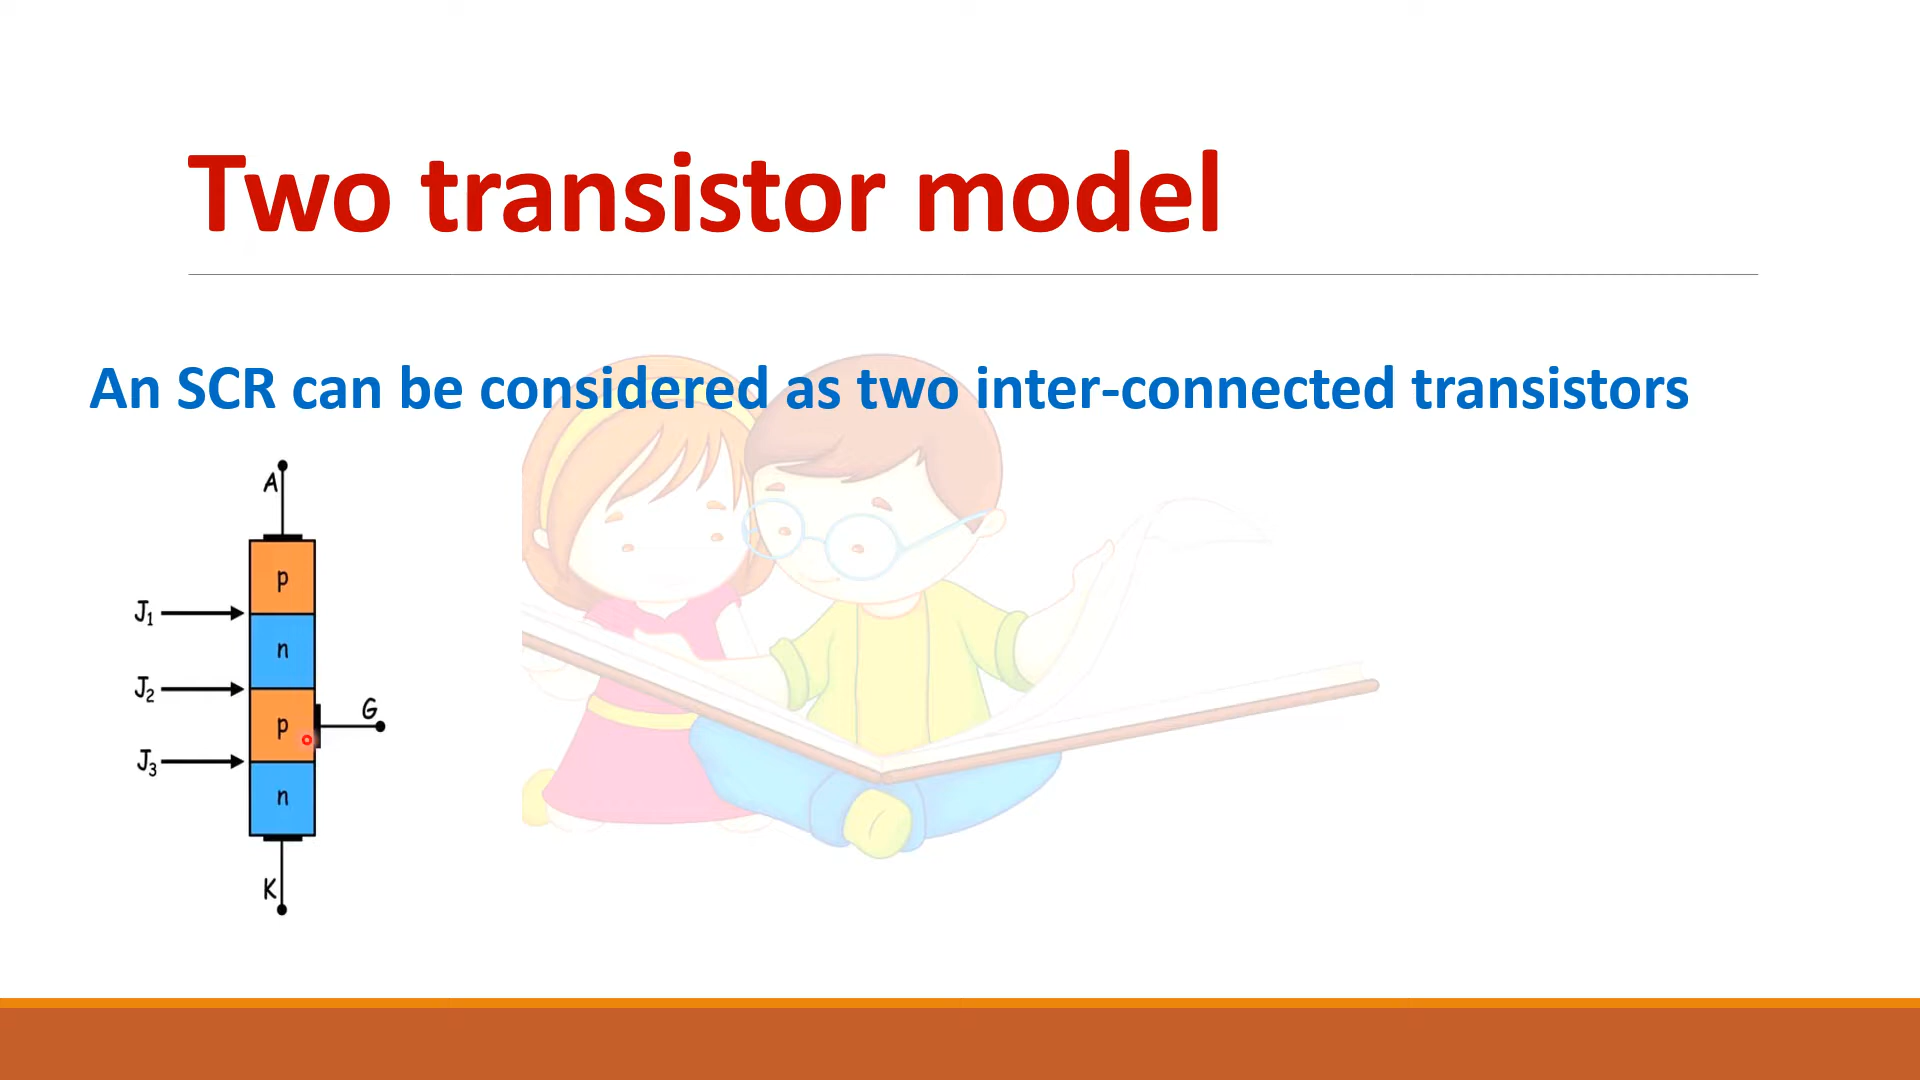 Two transistor model
An SCR can be considered as two inter-connected transistors
A
p
J1
n
J2
G
p
J3
n
K